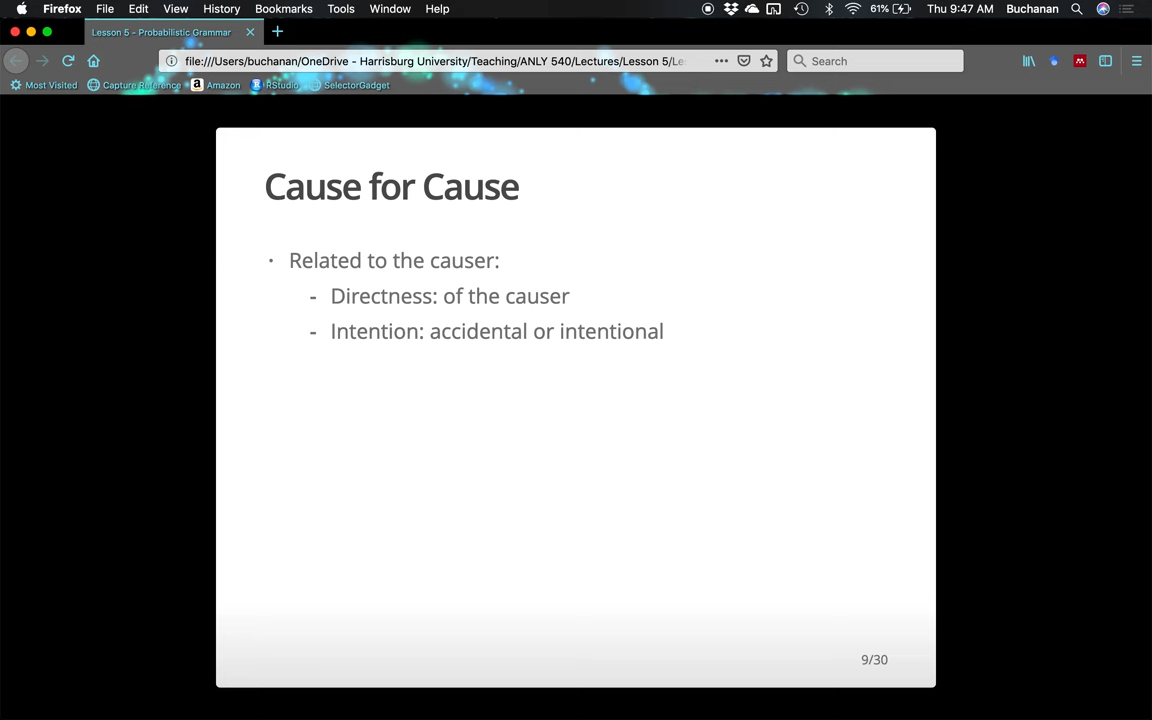 Firefox File Edit View History Bookmarks Tools Window Help 61% Thu 9:47 AM Buchanan
Lesson 5 - Probabilistic Grammar
file:///Users/buchanan/OneDrive - Harrisburg University/Teaching/ANLY 540/Lectures/Lesson 5/Le Search
Most Visited Capture Reference Amazon RStudio SelectorGadget
Cause for Cause
· Related to the causer:
- Directness: of the causer
- Intention: accidental or intentional
9/30